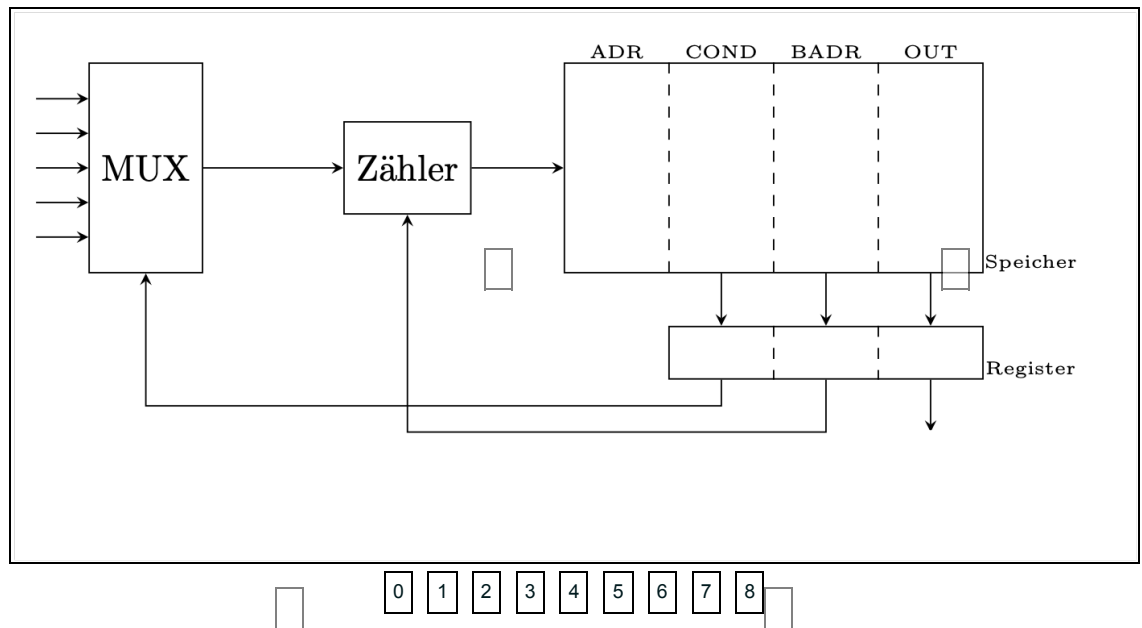 ADR COND BADR OUT
MUX
Zähler
Speicher
Register
0 1 2 3 4 5 6 7 8